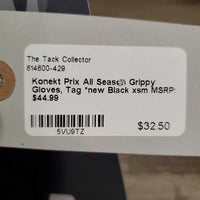 The Tack Collector
614600-429
Konekt Prix All Season Grippy
Gloves, Tag *new Black xsm MSRP:
$44.99
5VU9TZ
$32.50